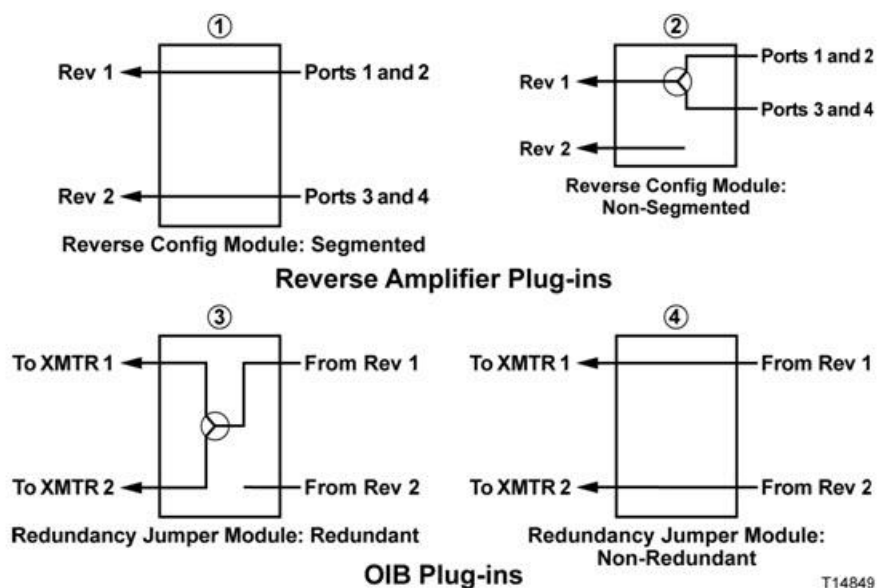 ①
Rev 1
Ports 1 and 2
Rev 2
Ports 3 and 4
Reverse Config Module: Segmented
②
Rev 1
Ports 1 and 2
Ports 3 and 4
Rev 2
Reverse Config Module:
Non-Segmented
Reverse Amplifier Plug-ins
③
To XMTR 1
From Rev 1
To XMTR 2
From Rev 2
Redundancy Jumper Module: Redundant
④
To XMTR 1
From Rev 1
To XMTR 2
From Rev 2
Redundancy Jumper Module:
Non-Redundant
OIB Plug-ins
T14849